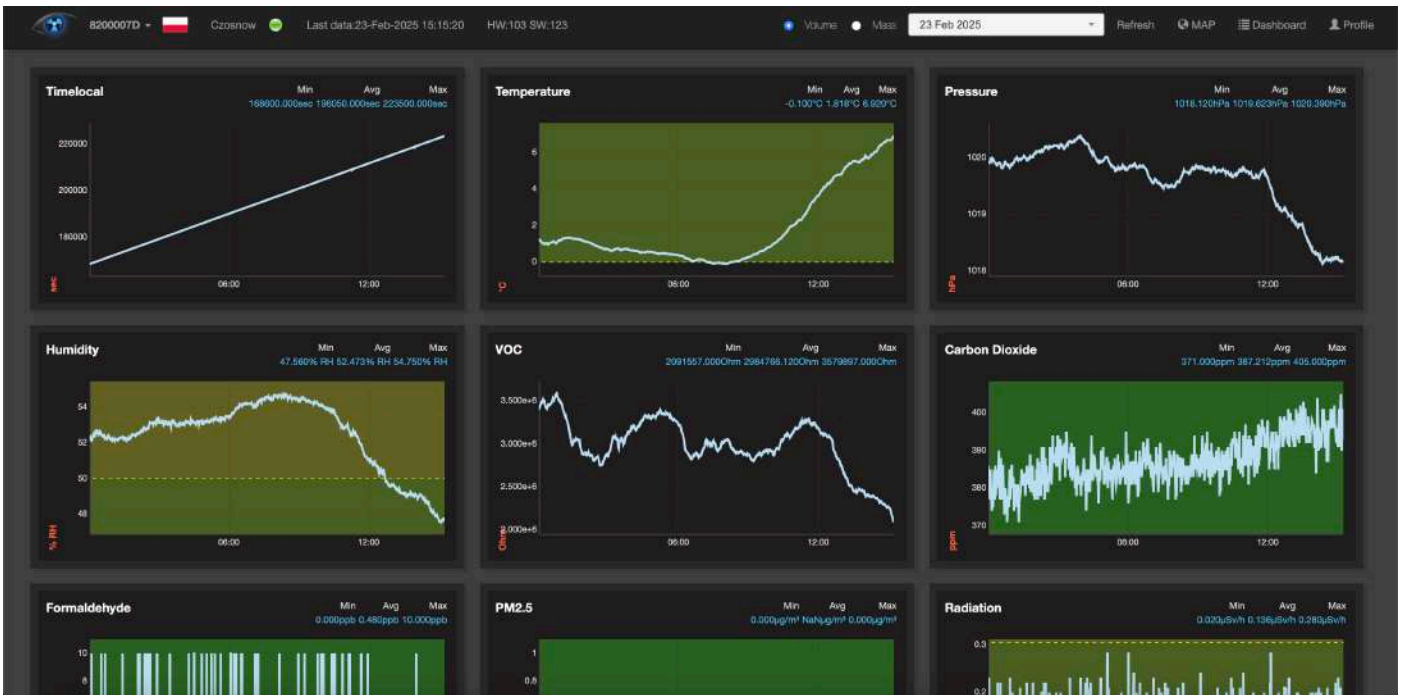 8200007D Czosnow Last data:23-Feb-2025 15:15:20 HW:103 SW:123 Volume Mass 23 Feb 2025 Refresh MAP Dashboard Profile
Timelocal Min Avg Max
168600.000sec 196050.000sec 223500.000sec
220000
200000
180000
sec
06:00 12:00
Temperature Min Avg Max
-0.100°C 1.818°C 6.920°C
6
4
2
0
°C
06:00 12:00
Pressure Min Avg Max
1018.120hPa 1019.623hPa 1020.390hPa
1020
1019
1018
hPa
06:00 12:00
Humidity Min Avg Max
47.560% RH 52.473% RH 54.750% RH
54
52
50
48
% RH
06:00 12:00
VOC Min Avg Max
2091557.000Ohm 2984766.120Ohm 3579897.000Ohm
3.500e+6
3.000e+6
2.500e+6
.000e+6
Ohm
06:00 12:00
Carbon Dioxide Min Avg Max
371.000ppm 387.212ppm 405.000ppm
400
390
380
370
ppm
06:00 12:00
Formaldehyde Min Avg Max
0.000ppb 0.480ppb 10.000ppb
10
8
PM2.5 Min Avg Max
0.000µg/m³ NaNµg/m³ 0.000µg/m³
1
0.8
Radiation Min Avg Max
0.020µSv/h 0.136µSv/h 0.280µSv/h
0.3
0.2